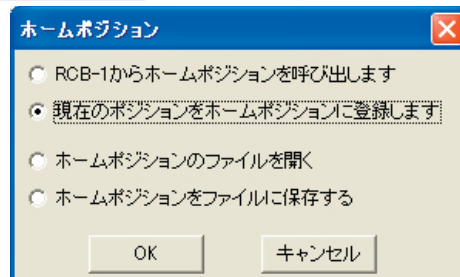 ホームポジション
RCB-1からホームポジションを呼び出します
現在のポジションをホームポジションに登録します
ホームポジションのファイルを開く
ホームポジションをファイルに保存する
OK
キャンセル